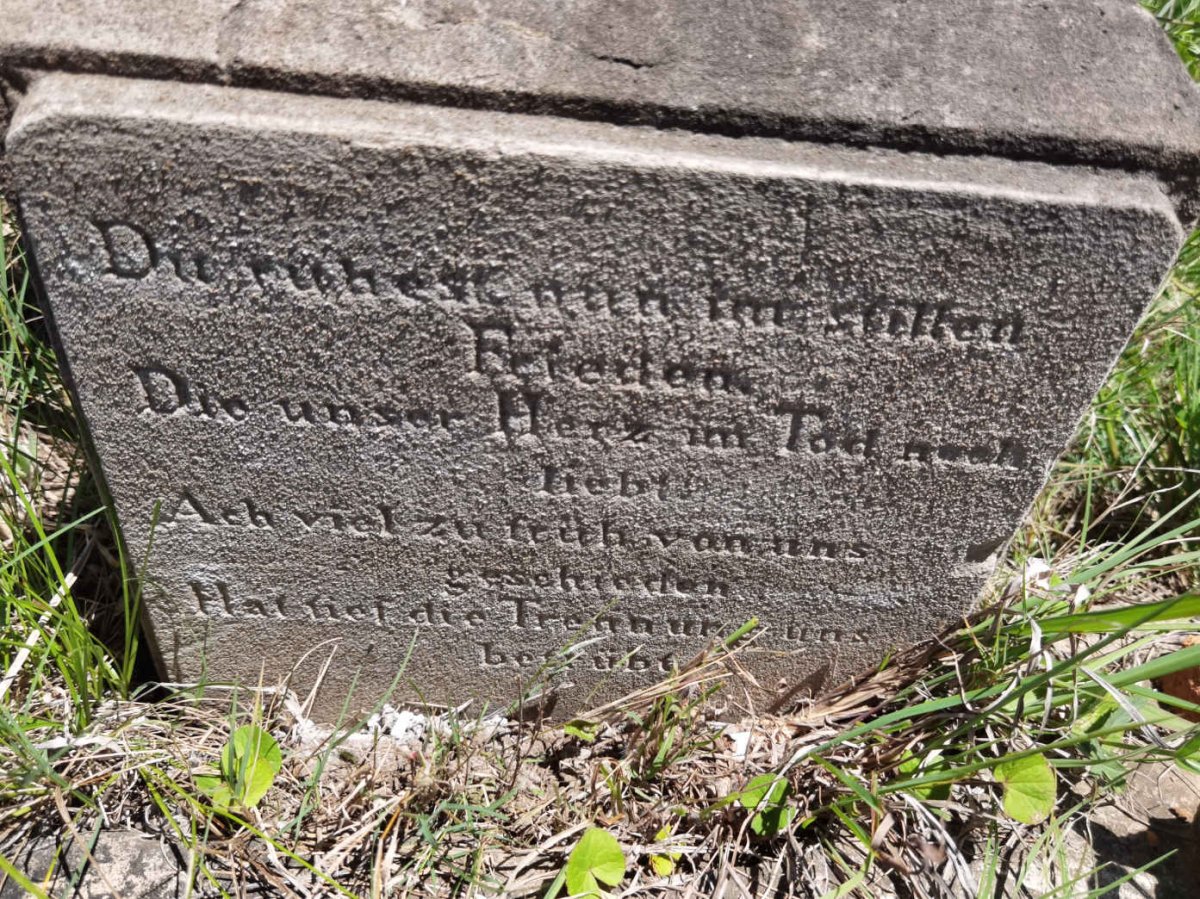 Du ruhest nun im stillen
Frieden
Die unser Herz im Tod noch
liebt
Ach viel zu früh von uns
geschieden
Hat tief die Trennung uns
betrübt